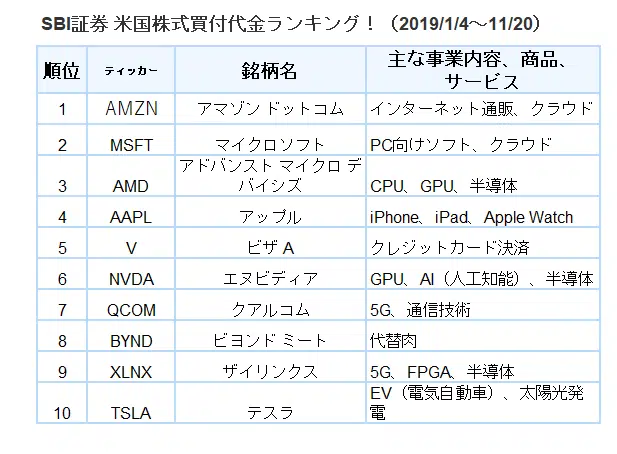 SBI証券 米国株式買付代金ランキング！（2019/1/4～11/20）
順位 ティッカー 銘柄名 主な事業内容、商品、
サービス
1 AMZN アマゾン ドットコム インターネット通販、クラウド
2 MSFT マイクロソフト PC向けソフト、クラウド
3 AMD アドバンスト マイクロ デ
バイシズ CPU、GPU、半導体
4 AAPL アップル iPhone、iPad、Apple Watch
5 V ビザ A クレジットカード決済
6 NVDA エヌビディア GPU、AI（人工知能）、半導体
7 QCOM クアルコム 5G、通信技術
8 BYND ビヨンド ミート 代替肉
9 XLNX ザイリンクス 5G、FPGA、半導体
10 TSLA テスラ EV（電気自動車）、太陽光発
電